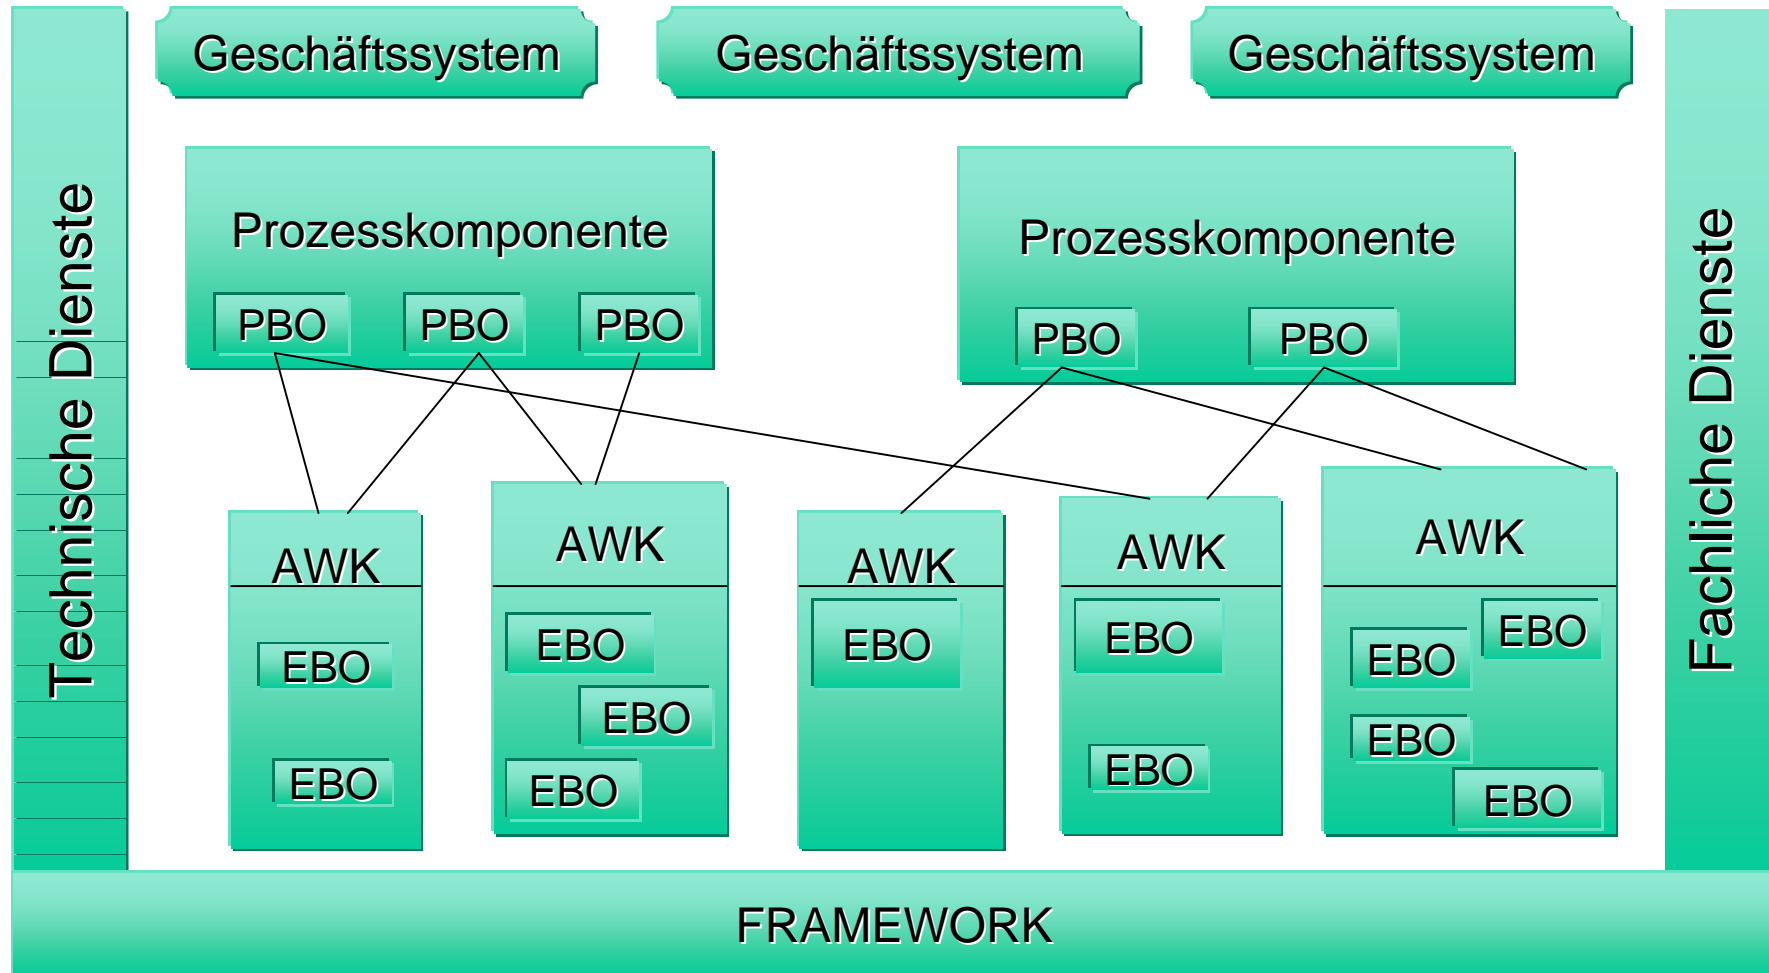 Technische Dienste
Geschäftssystem
Geschäftssystem
Geschäftssystem
Fachliche Dienste
Prozesskomponente
PBO
PBO
PBO
Prozesskomponente
PBO
PBO
AWK
EBO
EBO
AWK
EBO
EBO
EBO
AWK
EBO
AWK
EBO
EBO
AWK
EBO
EBO
EBO
EBO
FRAMEWORK